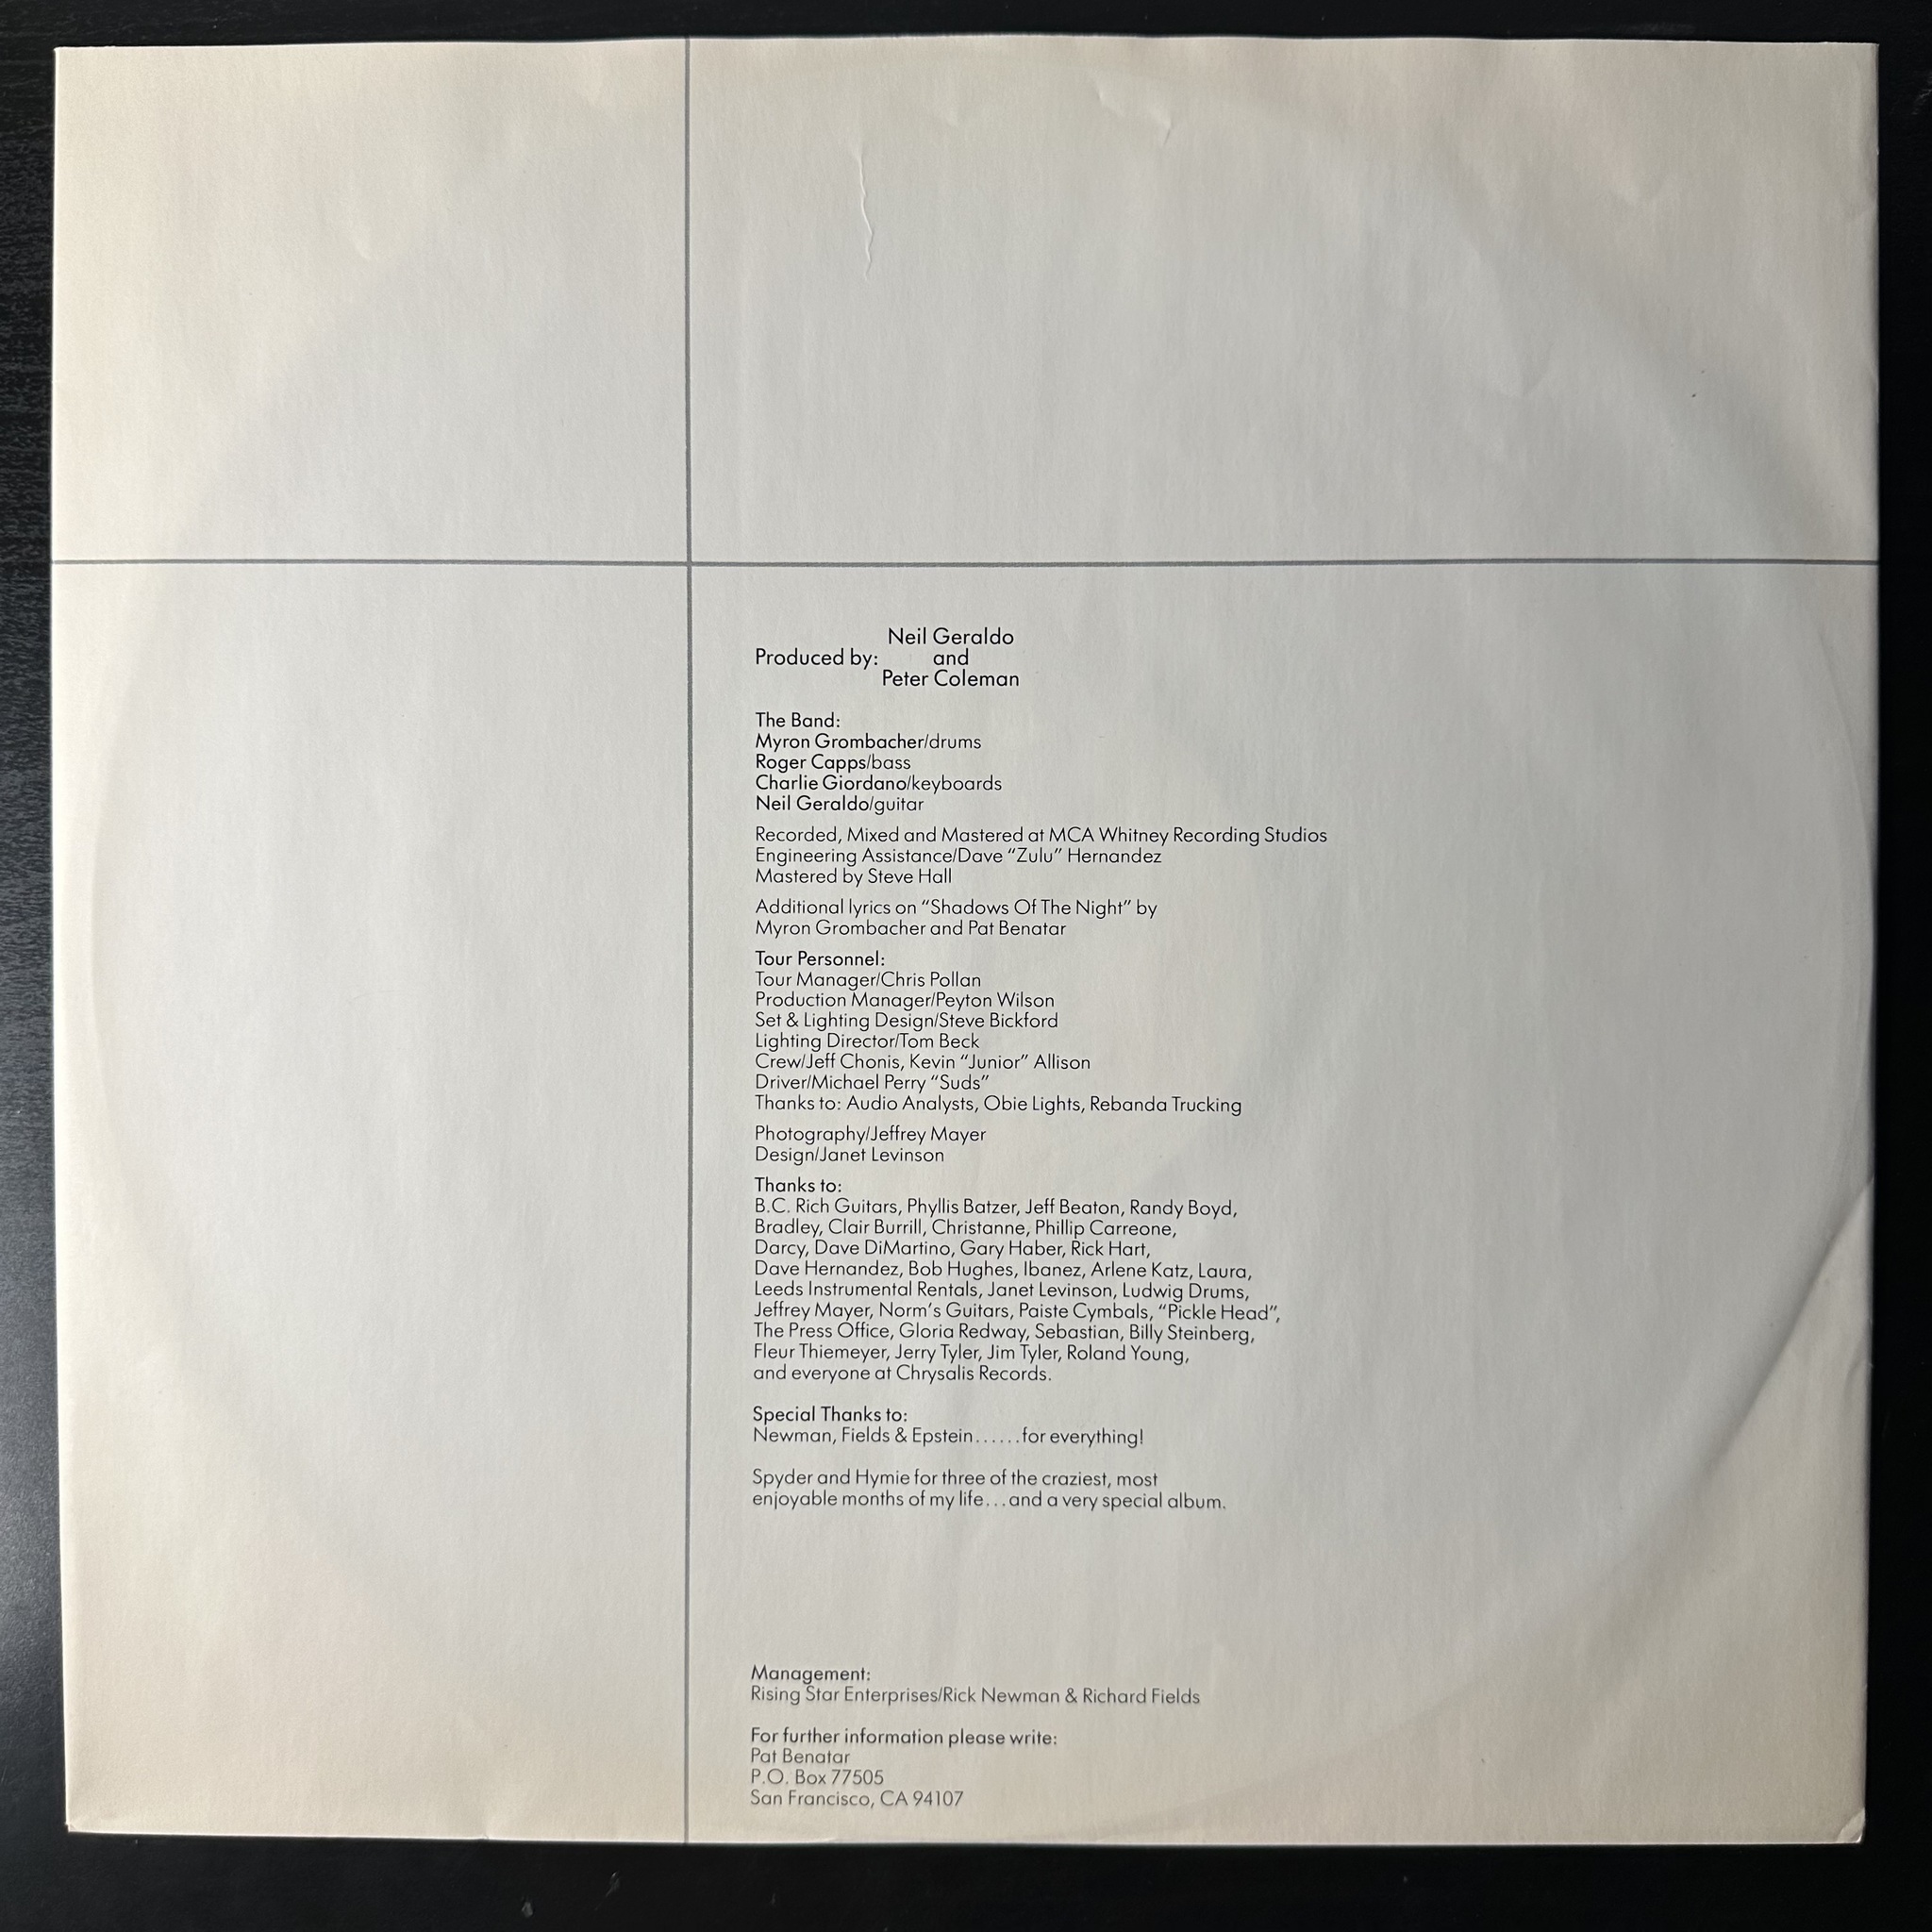 Neil Geraldo
Produced by: and
Peter Coleman
The Band:
Myron Grombacher/drums
Roger Capps/bass
Charlie Giordano/keyboards
Neil Geraldo/guitar
Recorded, Mixed and Mastered at MCA Whitney Recording Studios
Engineering Assistance/Dave “Zulu” Hernandez
Mastered by Steve Hall
Additional lyrics on “Shadows Of The Night” by
Myron Grombacher and Pat Benatar
Tour Personnel:
Tour Manager/Chris Pollan
Production Manager/Peyton Wilson
Set & Lighting Design/Steve Bickford
Lighting Director/Tom Beck
Crew/Jeff Chonis, Kevin “Junior” Allison
Driver/Michael Perry “Suds”
Thanks to: Audio Analysts, Obie Lights, Rebanda Trucking
Photography/Jeffrey Mayer
Design/Janet Levinson
Thanks to:
B.C. Rich Guitars, Phyllis Batzer, Jeff Beaton, Randy Boyd,
Bradley, Clair Burrill, Christanne, Phillip Carreone,
Darcy, Dave DiMartino, Gary Haber, Rick Hart,
Dave Hernandez, Bob Hughes, Ibanez, Arlene Katz, Laura,
Leeds Instrumental Rentals, Janet Levinson, Ludwig Drums,
Jeffrey Mayer, Norm’s Guitars, Paiste Cymbals, “Pickle Head”,
The Press Office, Gloria Redway, Sebastian, Billy Steinberg,
Fleur Thiemeyer, Jerry Tyler, Jim Tyler, Roland Young,
and everyone at Chrysalis Records.
Special Thanks to:
Newman, Fields & Epstein......for everything!
Spyder and Hymie for three of the craziest, most
enjoyable months of my life...and a very special album.
Management:
Rising Star Enterprises/Rick Newman & Richard Fields
For further information please write:
Pat Benatar
P.O. Box 77505
San Francisco, CA 94107